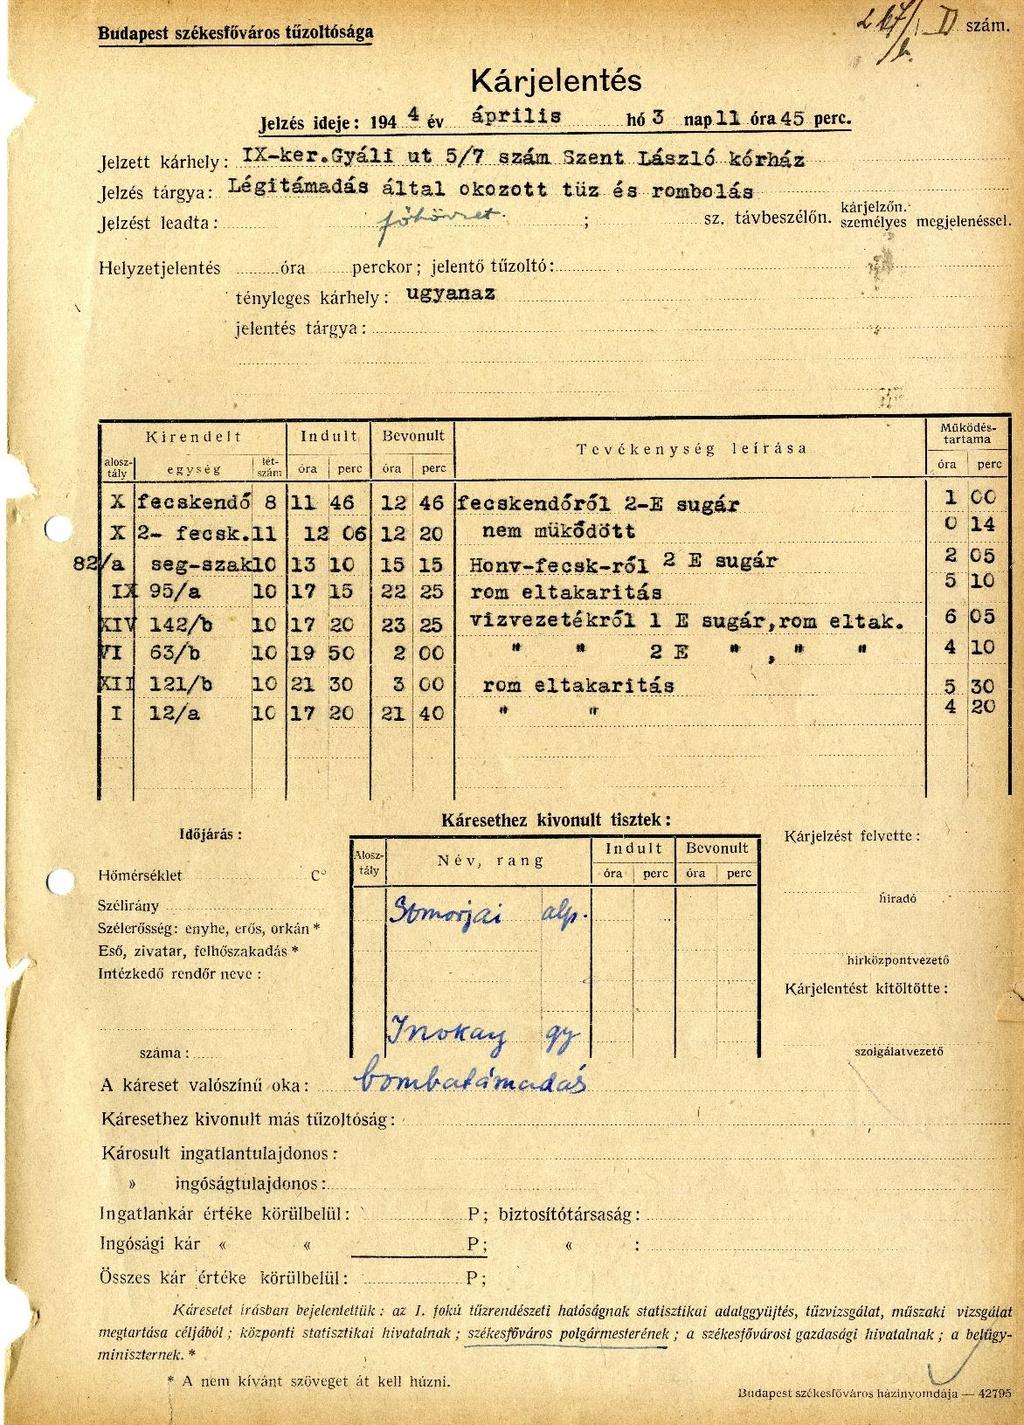 Budapest székesfőváros tűzoltósága
D szám.
Kárjelentés
Jelzés ideje: 194 4 év április hó 3 nap 11 óra 45 perc.
Jelzett kárhely: IX-ker.Gyáli ut 5/7 szám Szent László kórház
Jelzés tárgya: Légitámadás által okozott tüz és rombolás
Jelzést leadta: ; sz. távbeszélőn. kárjelzőn. személyes megjelenéssel.
Helyzetjelentés óra perckor; jelentő tűzoltó:
tényleges kárhely: ugyanaz
jelentés tárgya:
Kirendelt Indult Bevonult Tevékenység leírása Működés-tartama
alosz-tály egység lét-szám óra perc óra perc óra perc
X fecskendő 8 11 46 12 46 fecskendőről 2-E sugár 1 00
X 2- fecsk. 11 12 06 12 20 nem müködött 0 14
82/a seg-szak 10 13 10 15 15 Honv-fecsk-ről 2 E sugár 2 05
IX 95/a 10 17 15 22 25 rom eltakaritás 5 10
XIV 142/b 10 17 20 23 25 vizvezetékről 1 E sugár,rom eltak. 6 05
VI 63/b 10 19 50 2 00 " " 2 E " , " " 4 10
XII 121/b 10 21 30 3 00 rom eltakaritás 5 30
I 12/a 10 17 20 21 40 " " 4 20
Káresethez kivonult tisztek:
Időjárás:
Kárjelzést felvette:
Alosz-tály Név, rang Indult Bevonult
óra perc óra perc
Hőmérséklet C°
híradó
Szélirány
Somorjai alp.
Szélerősség: enyhe, erős, orkán *
Eső, zivatar, felhőszakadás *
hírközpontvezető
Intézkedő rendőr neve:
Kárjelentést kitöltötte:
Inokay gy
száma:
szolgálatvezető
A káreset valószínű oka: bombatámadás
Káresethez kivonult más tűzoltóság:
Károsult ingatlantulajdonos:
» ingóságtulajdonos:
Ingatlankár értéke körülbelül: P; biztosítótársaság:
Ingósági kár « « P; « :
Összes kár értéke körülbelül: P;
Káresetet írásban bejelentettük: az I. fokú tűzrendészeti hatóságnak statisztikai adatggyüjtés, tűzvizsgálat, műszaki vizsgálat
megtartása céljából; központi statisztikai hivatalnak; székesfőváros polgármesterének; a székesfővárosi gazdasági hivatalnak; a belügy-
miniszternek. *
* A nem kívánt szöveget át kell húzni.
Budapest székesfőváros házinyomdája — 42795